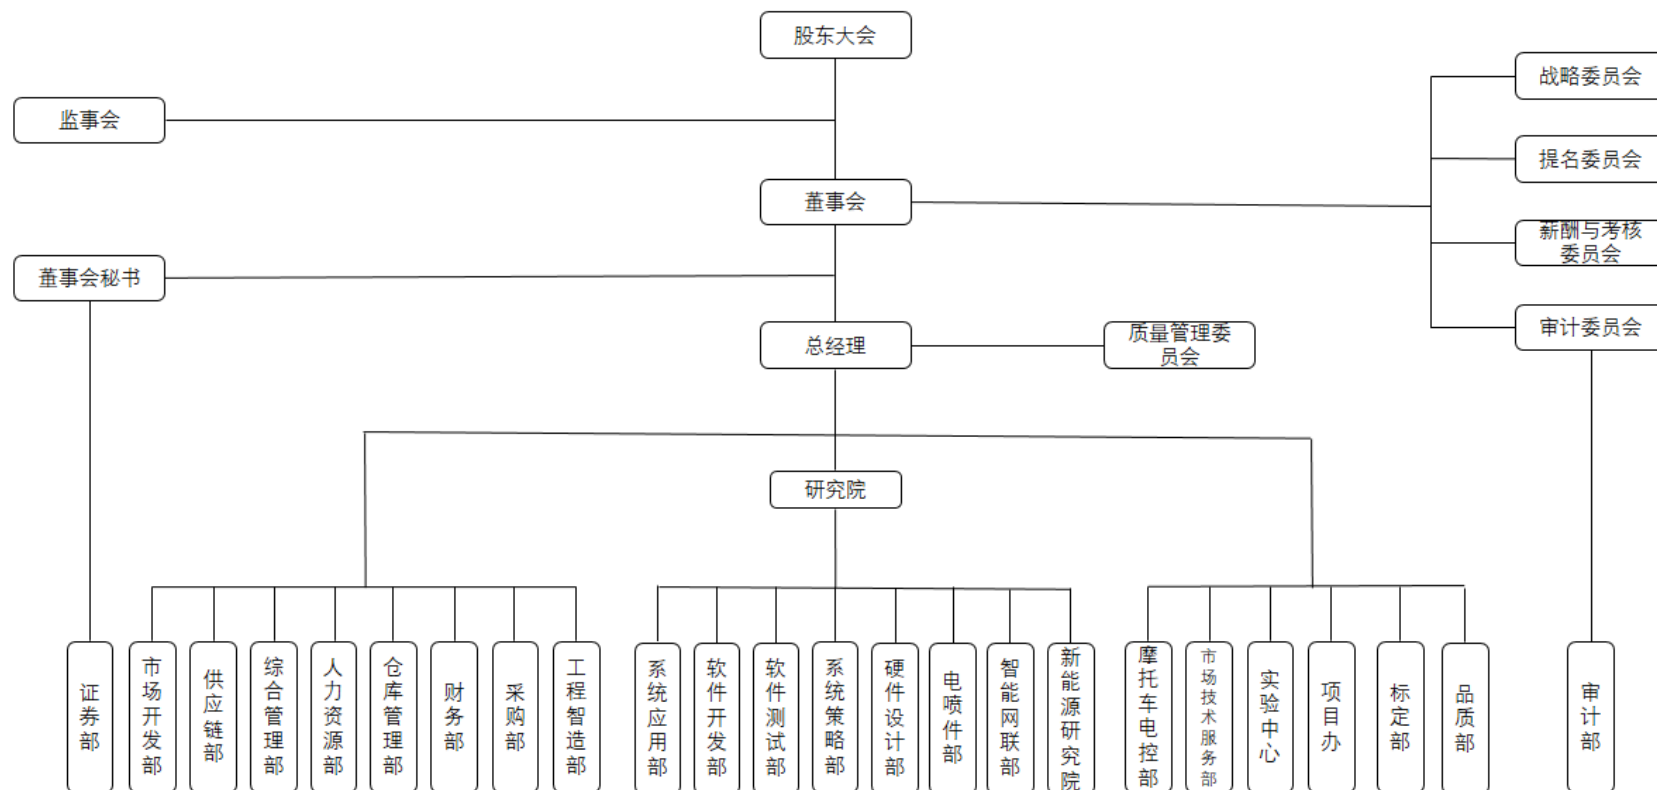 股东大会
战略委员会
监事会
提名委员会
董事会
薪酬与考核
委员会
董事会秘书
审计委员会
总经理
质量管理委
员会
研究院
证券部
市场开发部
供应链部
综合管理部
人力资源部
仓库管理部
财务部
采购部
工程智造部
系统应用部
软件开发部
软件测试部
系统策略部
硬件设计部
电喷件部
智能网联部
新能源研究院
摩托车电控部
市场技术服务部
实验中心
项目办
标定部
品质部
审计部